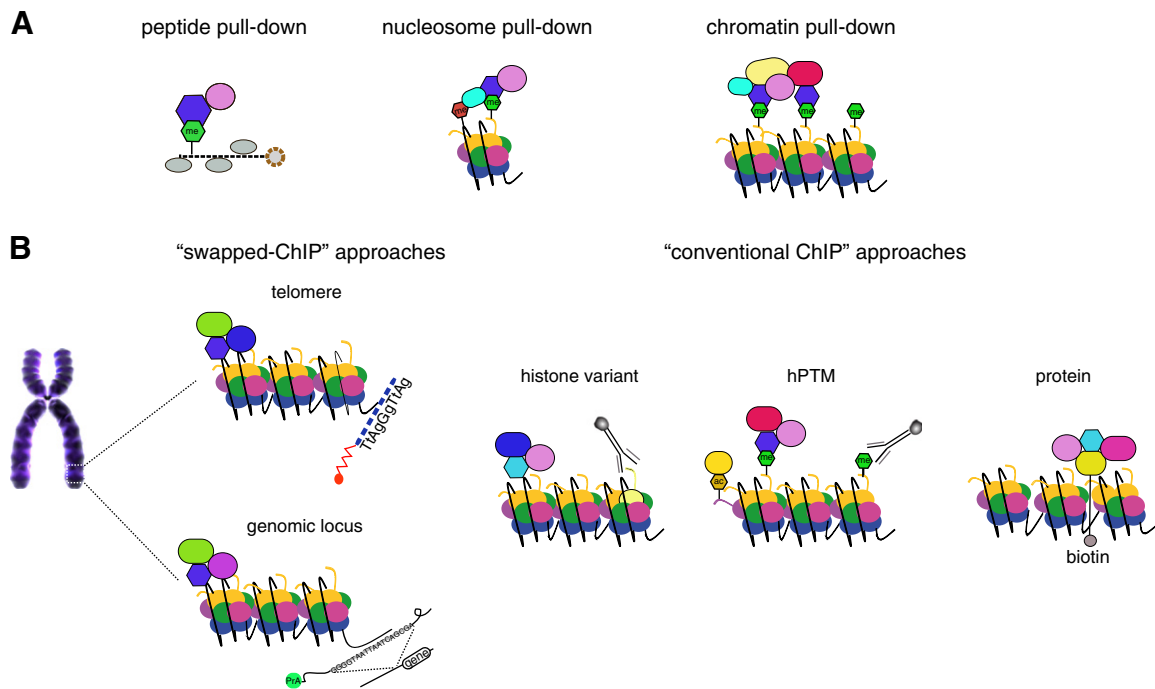 A
peptide pull-down
nucleosome pull-down
chromatin pull-down
me
me
me
me
me
me
B
“swapped-ChIP” approaches
“conventional ChIP” approaches
telomere
TtAgGgTtAg
histone variant
hPTM
protein
me
me
ac
biotin
genomic locus
GGGGTAATTAATCAGCGA
gene
PrA